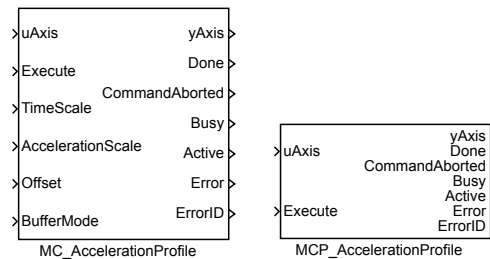 uAxis
Execute
TimeScale
AccelerationScale
Offset
BufferMode
yAxis
Done
CommandAborted
Busy
Active
Error
ErrorID
MC_AccelerationProfile
uAxis
Execute
yAxis
Done
CommandAborted
Busy
Active
Error
ErrorID
MCP_AccelerationProfile